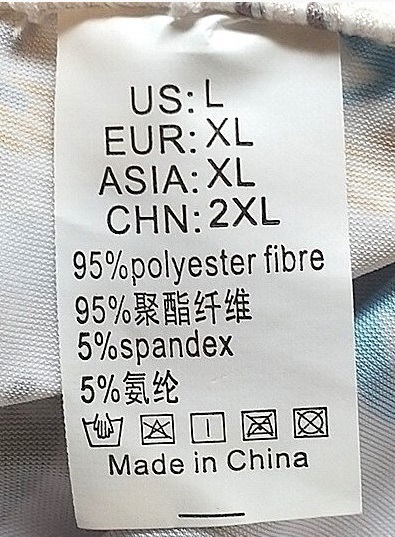 US: L
EUR: XL
ASIA: XL
CHN: 2XL
95%polyester fibre
95%聚酯纤维
5%spandex
5%氨纶
Made in China